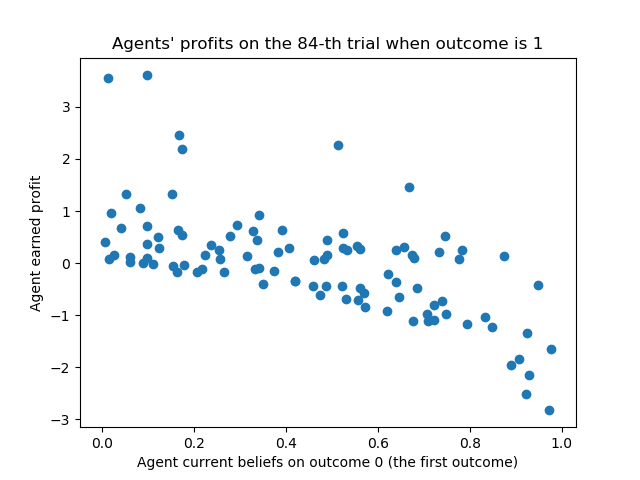 Agents' profits on the 84-th trial when outcome is 1
Agent earned profit
3
2
1
0
−1
−2
−3
0.0 0.2 0.4 0.6 0.8 1.0
Agent current beliefs on outcome 0 (the first outcome)